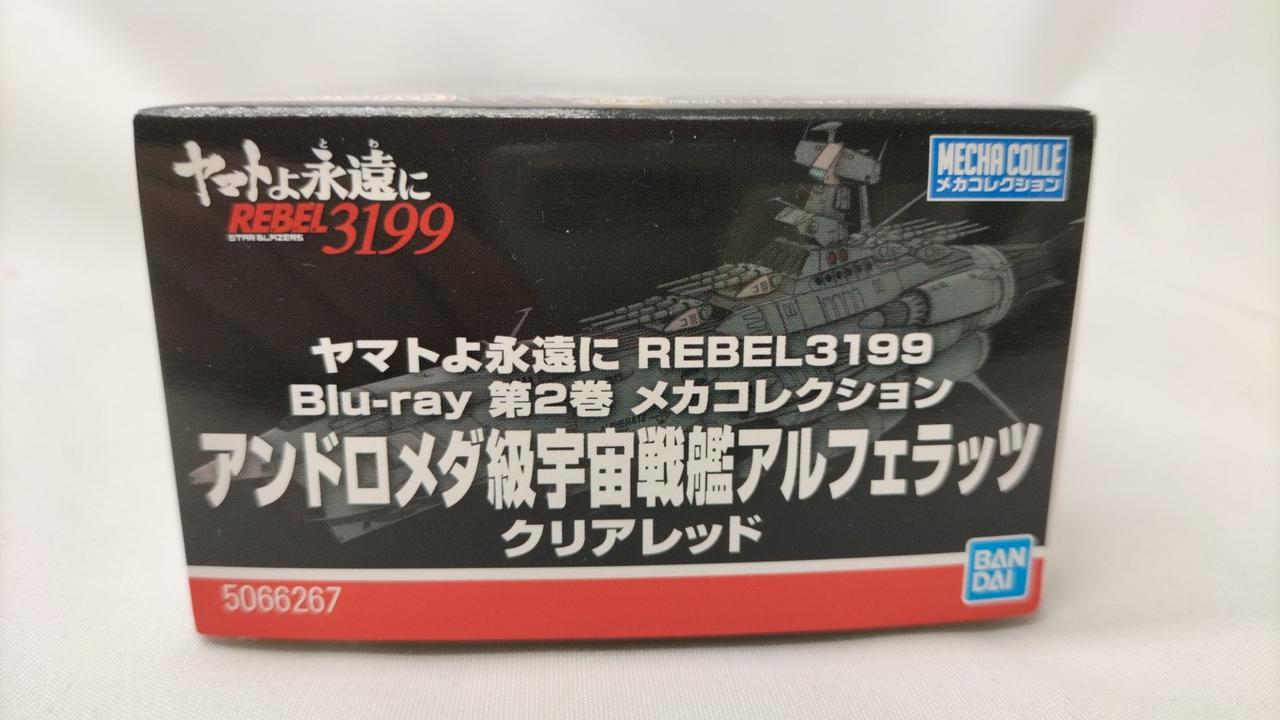 とわ
ヤマトよ永遠に
REBEL3199
STAR BLAZERS
MECHA COLLE
メカコレクション
ヤマトよ永遠に REBEL3199
Blu-ray 第2巻 メカコレクション
アンドロメダ級宇宙戦艦アルフェラッツ
クリアレッド
5066267
BAN
DAI